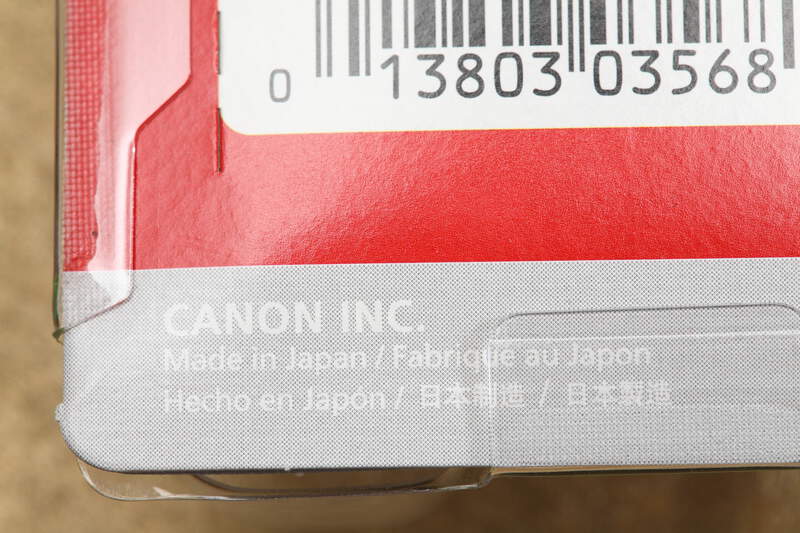 0 13803 03568
CANON INC.
Made in Japan / Fabrique au Japon
Hecho en Japón / 日本制造 / 日本製造